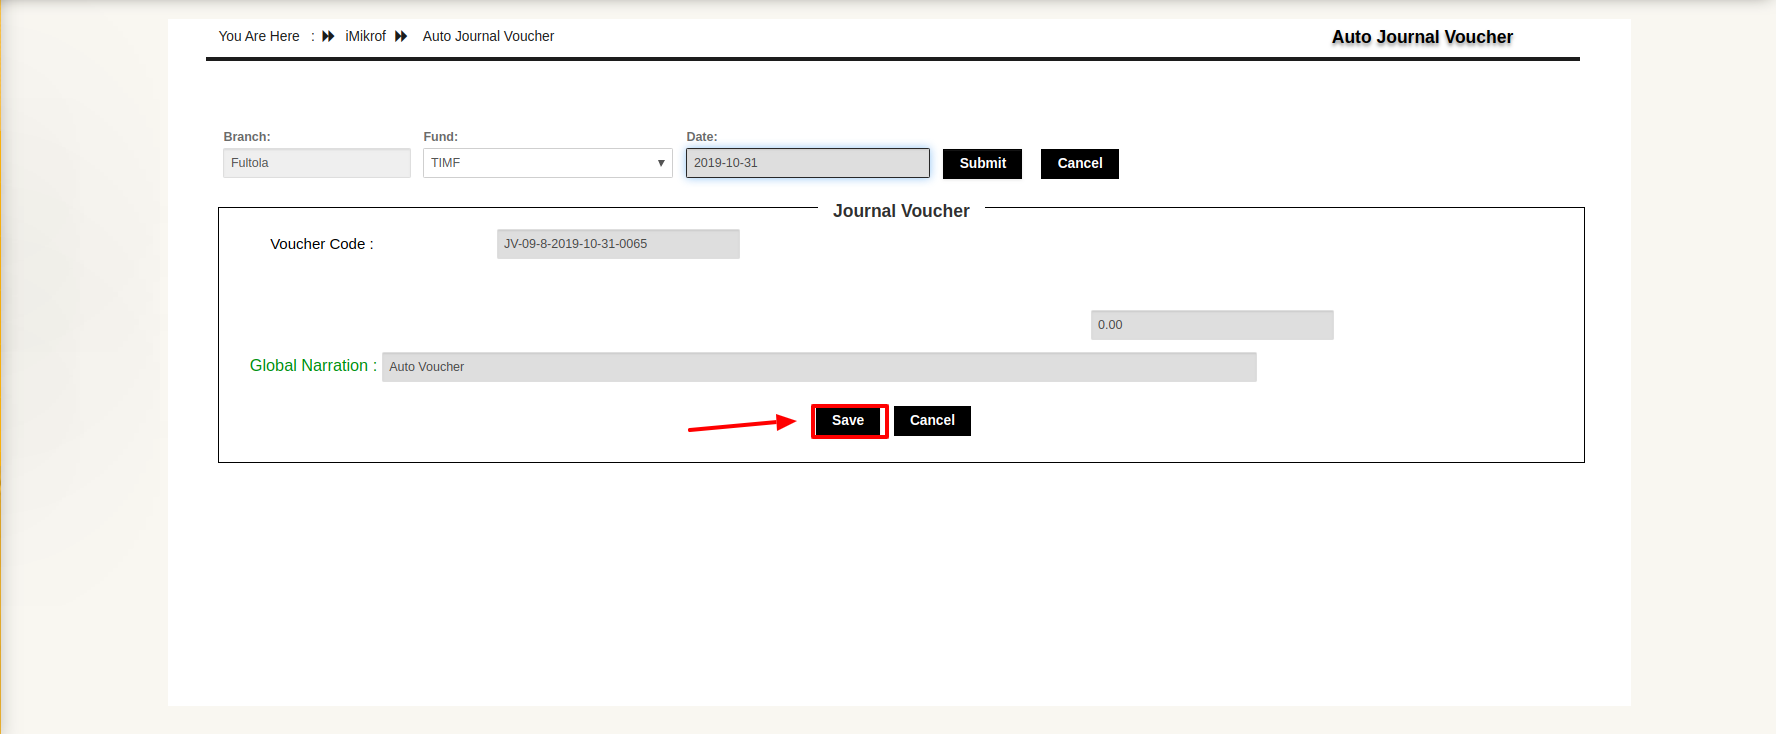 You Are Here : iMikrof Auto Journal Voucher
Auto Journal Voucher
Branch: Fund: Date:
Fultola TIMF 2019-10-31 Submit Cancel
Journal Voucher
Voucher Code : JV-09-8-2019-10-31-0065
0.00
Global Narration : Auto Voucher
Save Cancel